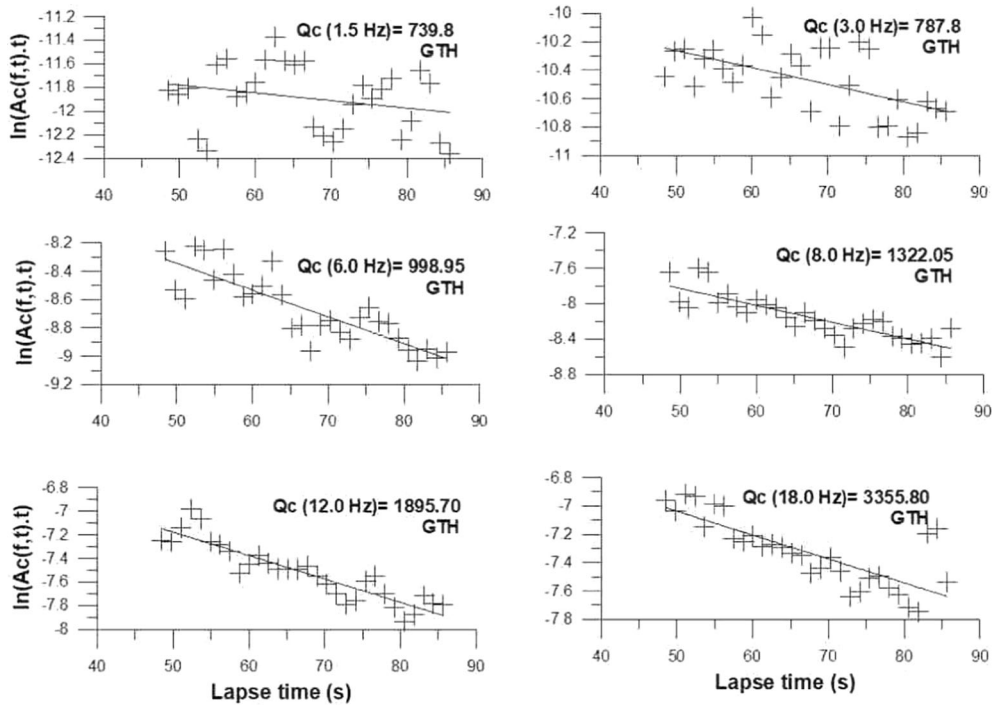 Qc (1.5 Hz)= 739.8
GTH
ln(Ac(f,t).t)
-11.2
-11.4
-11.6
-11.8
-12
-12.2
-12.4
40 50 60 70 80 90
Qc (3.0 Hz)= 787.8
GTH
-10
-10.2
-10.4
-10.6
-10.8
-11
40 50 60 70 80 90
Qc (6.0 Hz)= 998.95
GTH
ln(Ac(f,t).t)
-8.2
-8.4
-8.6
-8.8
-9
-9.2
40 50 60 70 80 90
Qc (8.0 Hz)= 1322.05
GTH
-7.2
-7.6
-8
-8.4
-8.8
40 50 60 70 80 90
Qc (12.0 Hz)= 1895.70
GTH
ln(Ac(f,t).t)
-6.8
-7
-7.2
-7.4
-7.6
-7.8
-8
40 50 60 70 80 90
Lapse time (s)
Qc (18.0 Hz)= 3355.80
GTH
-6.8
-7
-7.2
-7.4
-7.6
-7.8
40 50 60 70 80 90
Lapse time (s)